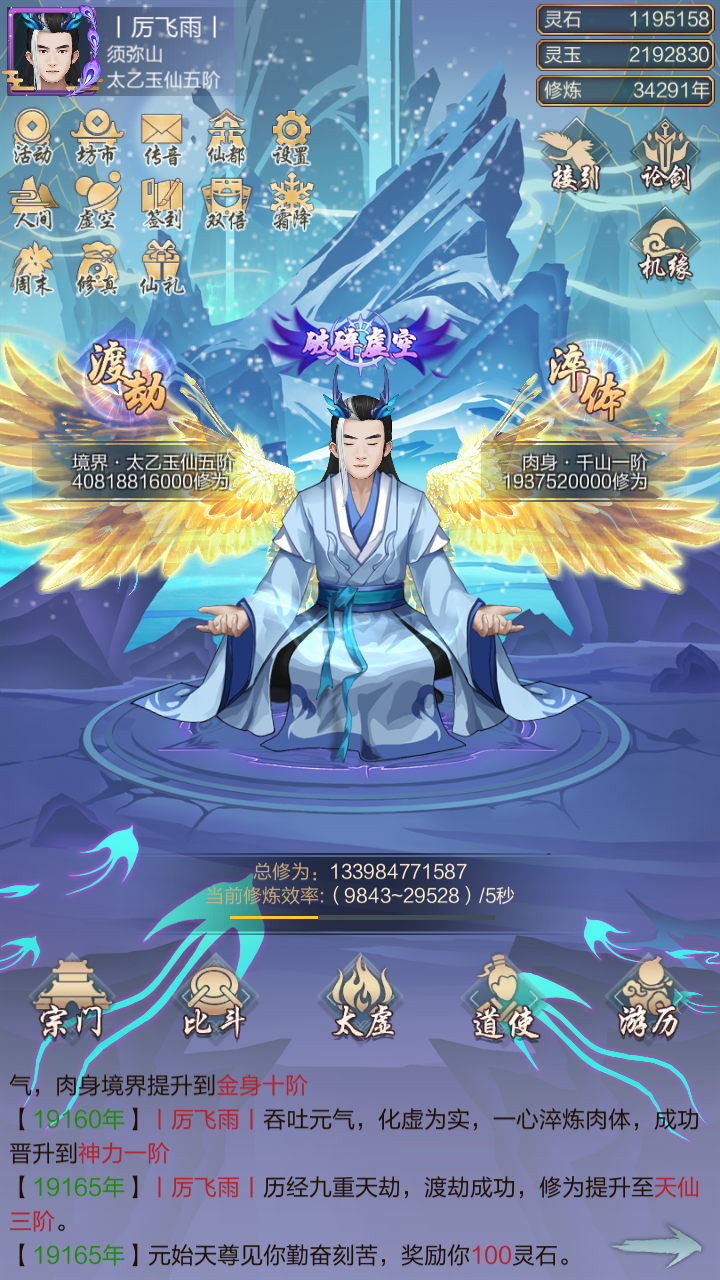 丨厉飞雨丨
须弥山
太乙玉仙五阶
灵石 1195158
灵玉 2192830
修炼 34291年
活动 坊市 传音 仙都 设置
接引 论剑
人间 虚空 签到 双倍 霜降
机缘
周末 修真 仙礼
破碎虚空
渡劫
淬体
境界·太乙玉仙五阶
40818816000修为
肉身·千山一阶
1937520000修为
总修为：133984771587
当前修炼效率:（9843~29528）/5秒
宗门 比斗 太虚 道使 游历
气，肉身境界提升到金身十阶
【19160年】丨厉飞雨丨吞吐元气，化虚为实，一心淬炼肉体，成功
晋升到神力一阶
【19165年】丨厉飞雨丨历经九重天劫，渡劫成功，修为提升至天仙
三阶。
【19165年】元始天尊见你勤奋刻苦，奖励你100灵石。